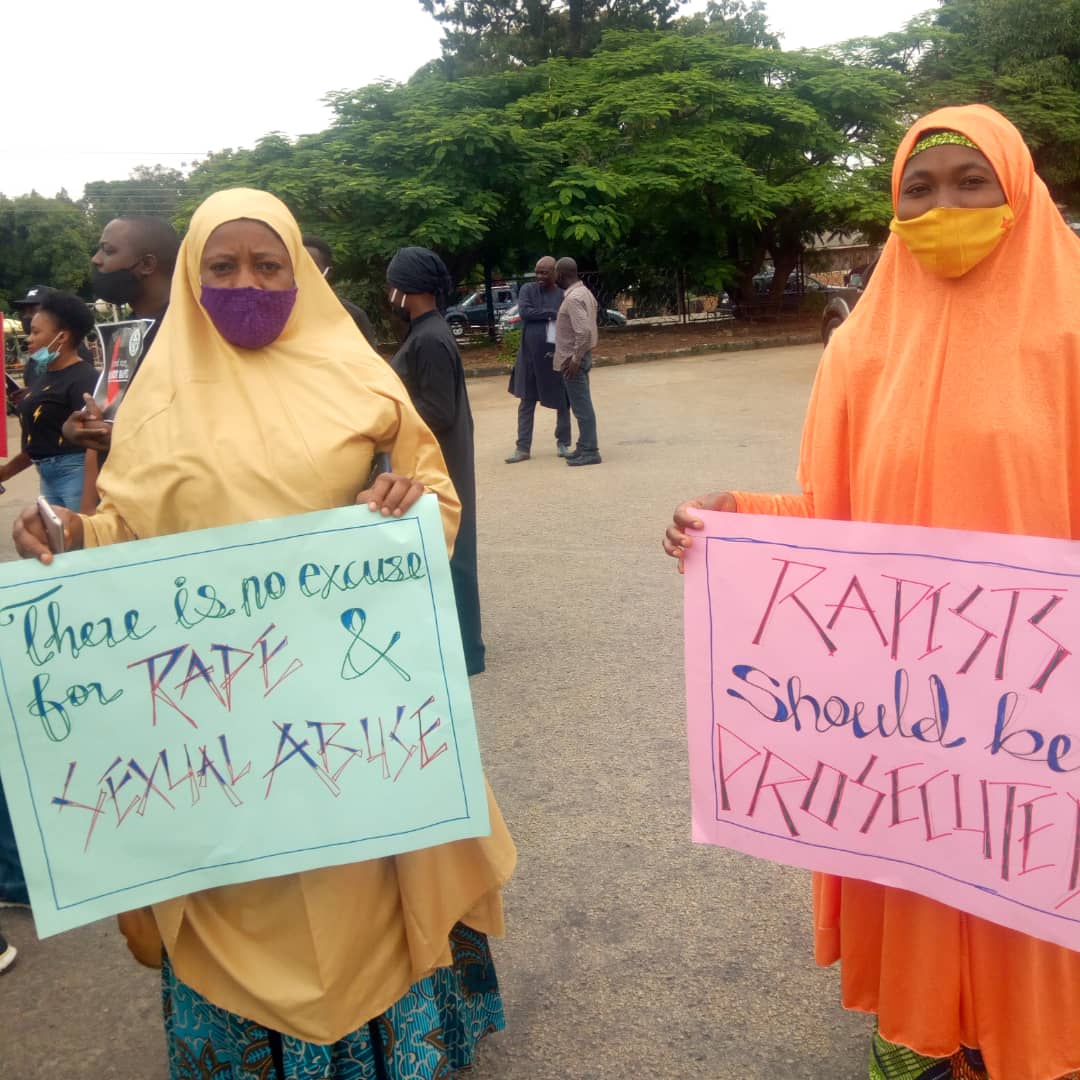 There is no excuse
for RAPE &
SEXUAL ABUSE
RAPISTS
Should be
PROSECUTED